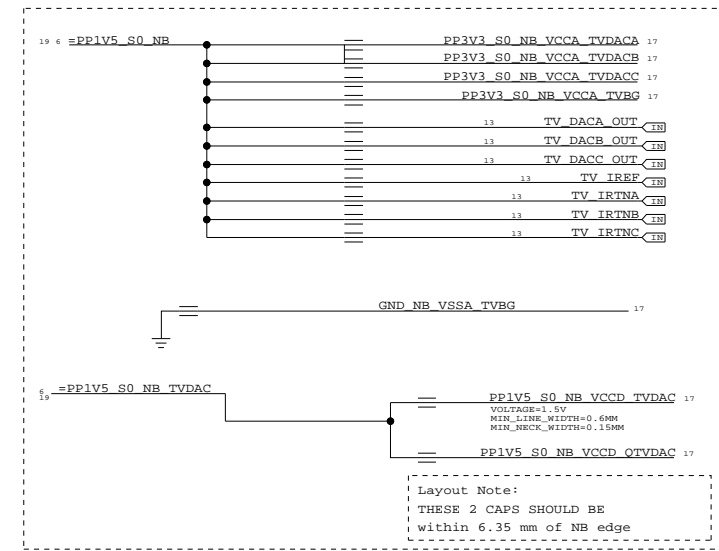 19 6 =PP1V5_S0_NB
PP3V3_S0_NB_VCCA_TVDACA 17
PP3V3_S0_NB_VCCA_TVDACB 17
PP3V3_S0_NB_VCCA_TVDACC 17
PP3V3_S0_NB_VCCA_TVBG 17
13 TV_DACA_OUT IN
13 TV_DACB_OUT IN
13 TV_DACC_OUT IN
13 TV_IREF IN
13 TV_IRTNA IN
13 TV_IRTNB IN
13 TV_IRTNC IN
GND_NB_VSSA_TVBG 17
6 19 =PP1V5_S0_NB_TVDAC
PP1V5_S0_NB_VCCD_TVDAC 17
VOLTAGE=1.5V
MIN_LINE_WIDTH=0.6MM
MIN_NECK_WIDTH=0.15MM
PP1V5_S0_NB_VCCD_QTVDAC 17
Layout Note:
THESE 2 CAPS SHOULD BE
within 6.35 mm of NB edge